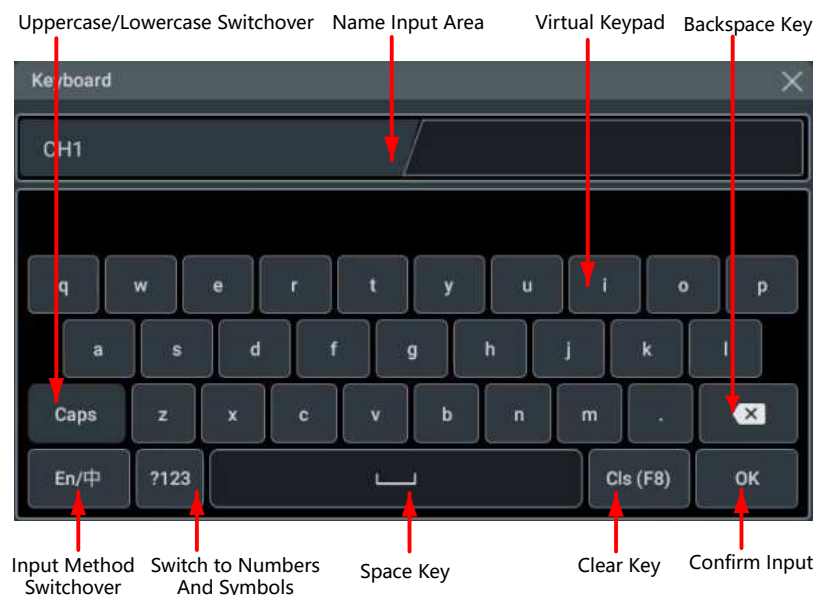 Uppercase/Lowercase Switchover Name Input Area Virtual Keypad Backspace Key
Keyboard
CH1
q w e r t y u i o p
a s d f g h j k l
Caps z x c v b n m .
En/中 ?123 Cls (F8) OK
Input Method Switchover
Switch to Numbers And Symbols
Space Key
Clear Key
Confirm Input